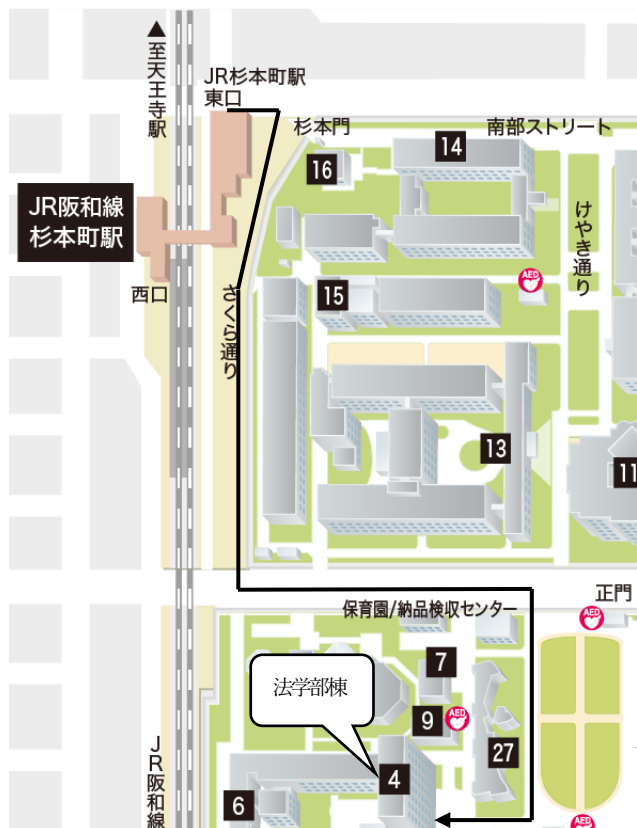 ▲至天王寺駅
JR杉本町駅
東口
杉本門
南部ストリート
14
16
JR阪和線
杉本町駅
けやき通り
AED
西口
さくら通り
15
13
11
正門
保育園/納品検収センター
AED
7
法学部棟
9
AED
27
4
6
JR阪和線
AED